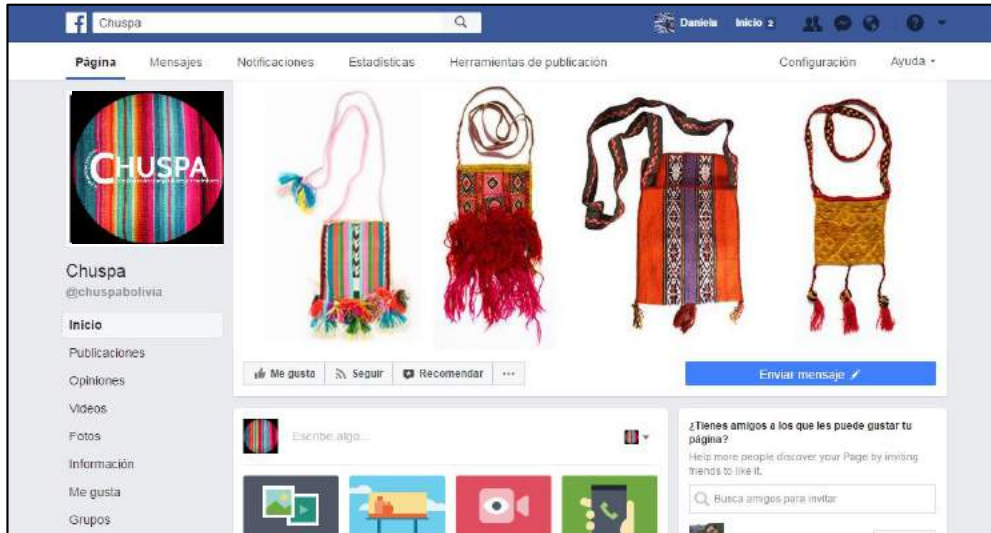 Chuspa
Daniela Inicio 2
Página Mensajes Notificaciones Estadísticas Herramientas de publicación Configuración Ayuda
CHUSPA
Chuspa
@chuspabolivia
Inicio
Publicaciones
Opiniones
Videos
Fotos
Información
Me gusta
Grupos
Me gusta Seguir Recomendar ...
Enviar mensaje
Escribe algo...
¿Tienes amigos a los que les puede gustar tu
página?
Help more people discover your Page by inviting
friends to like it.
Busca amigos para invitar